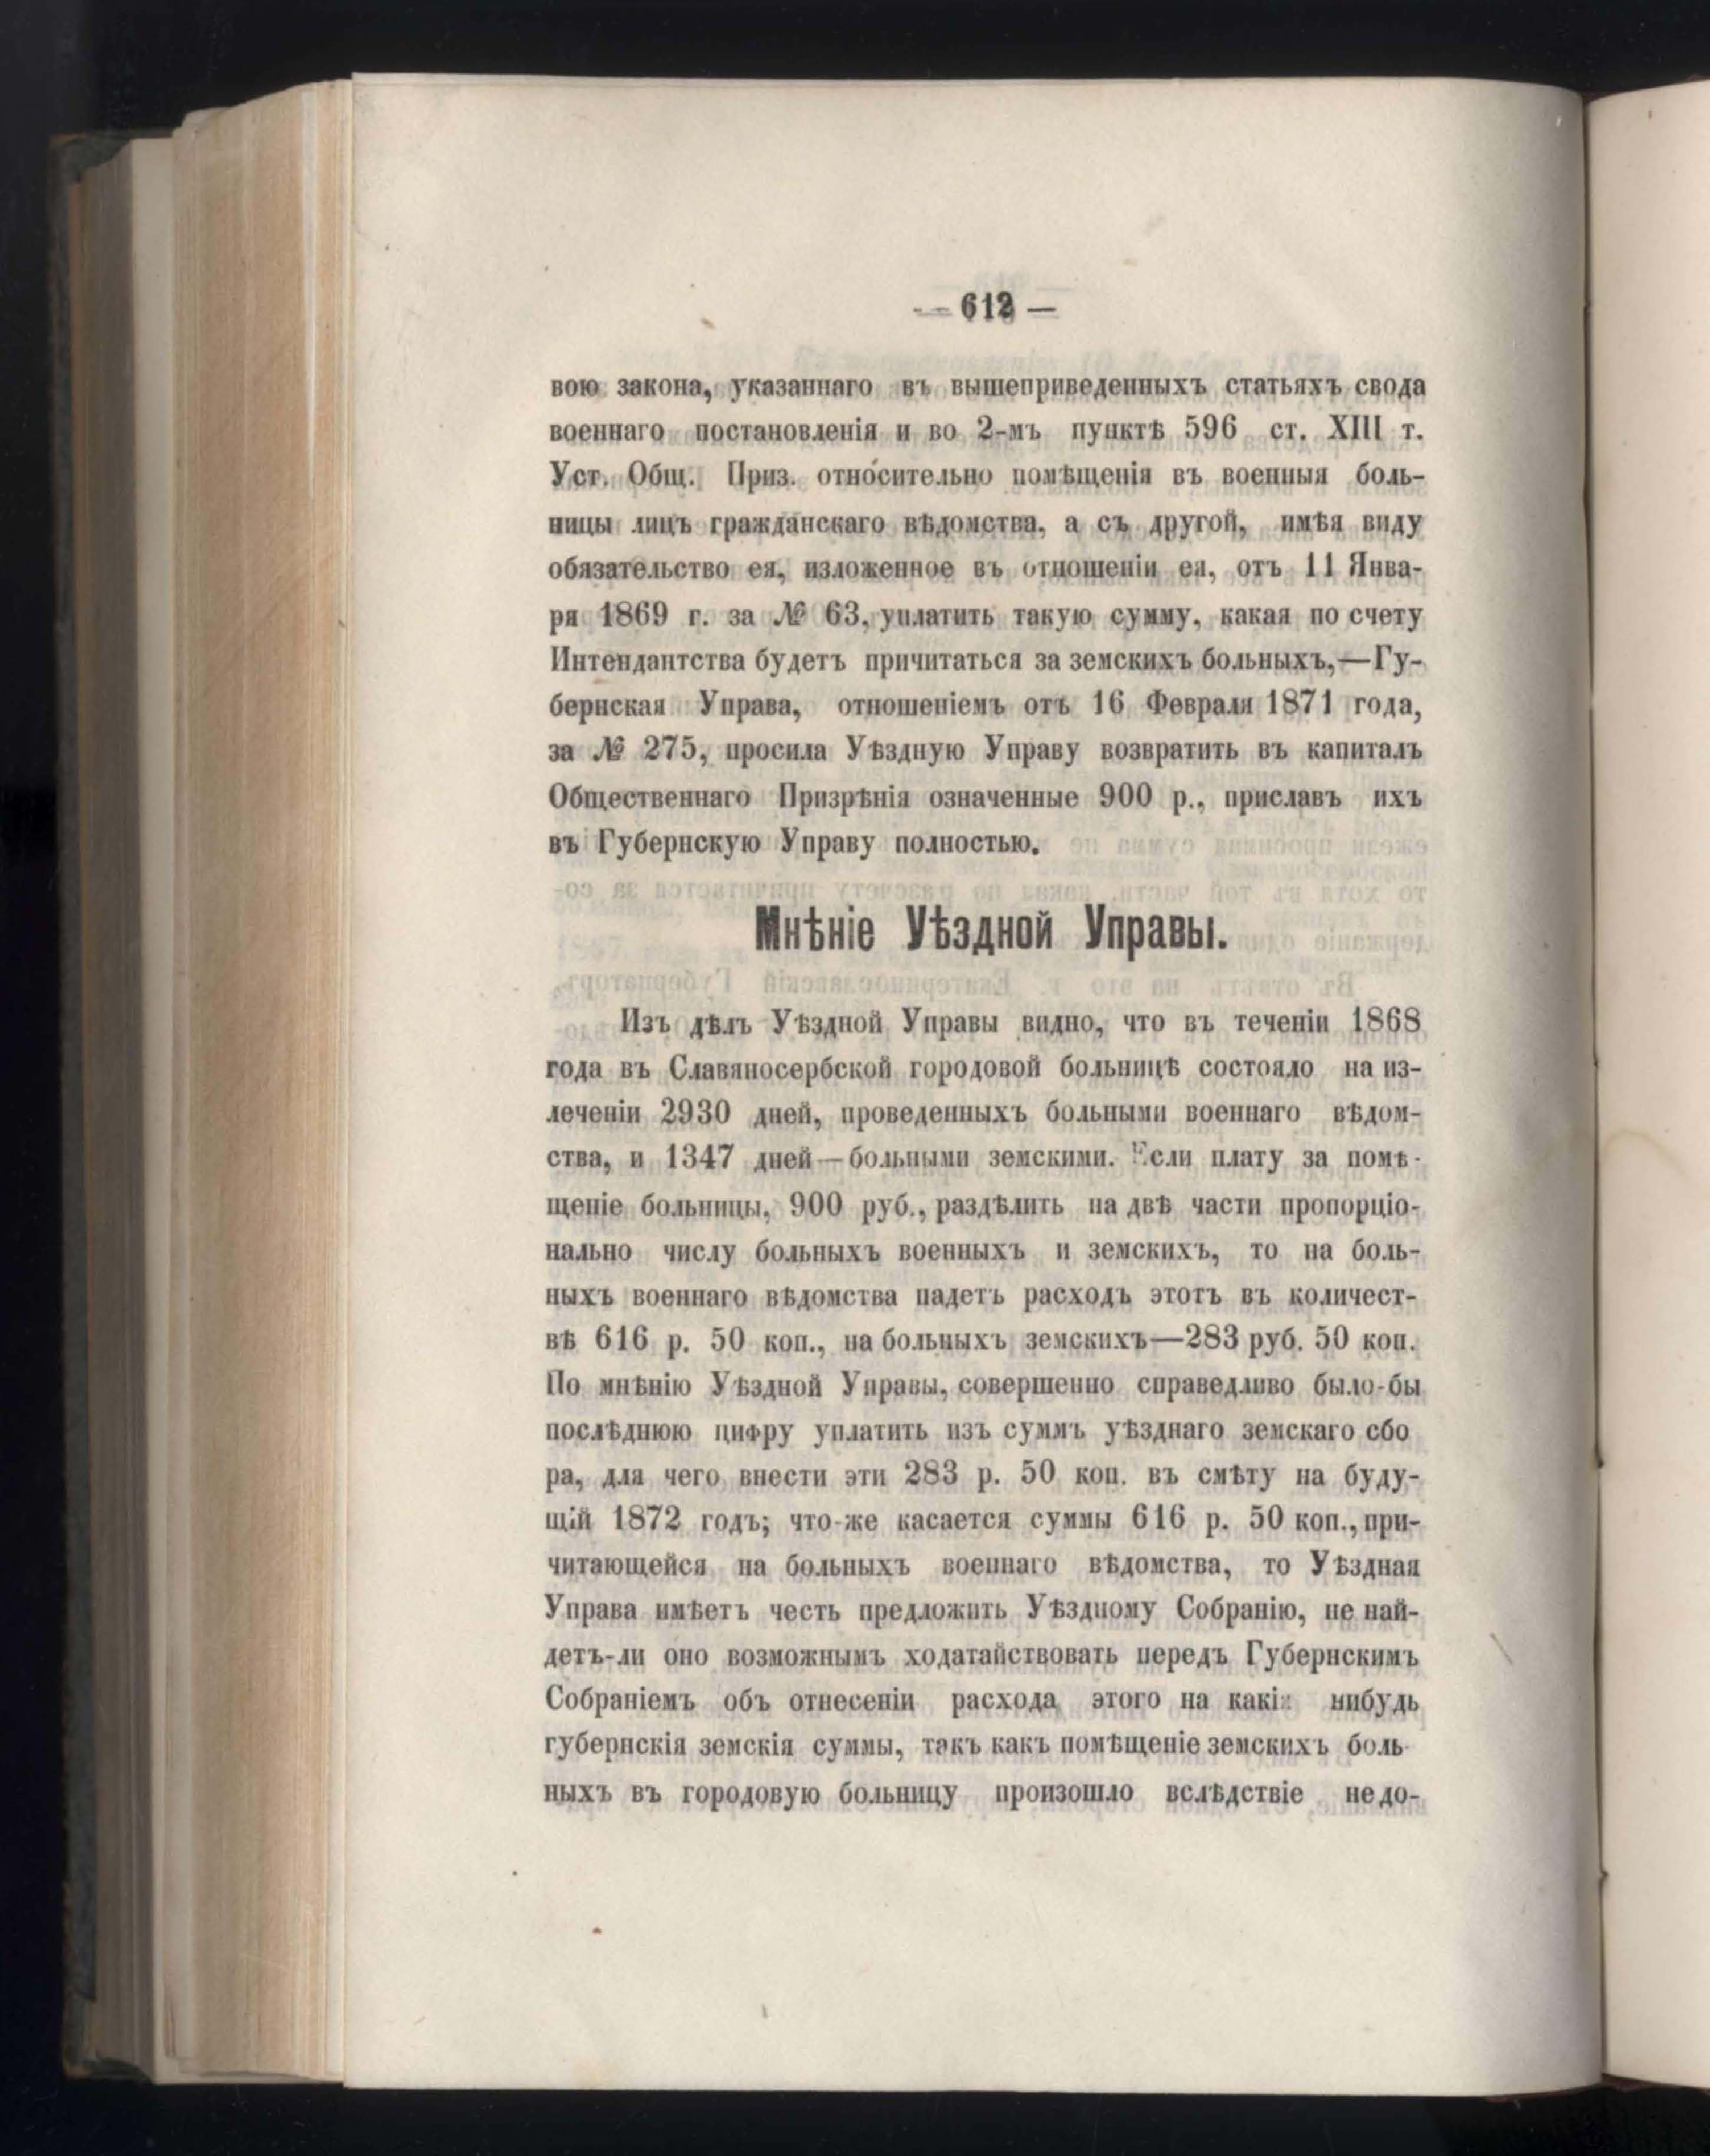 — 612 —
вою закона, указаннаго въ вышеприведенныхъ статьяхъ свода
военнаго постановленія и во 2-мъ пунктѣ 596 ст. XIII т.
Уст. Общ. Приз. относительно помѣщенія въ военныя боль-
ницы лицъ гражданскаго вѣдомства, а съ другой, имѣя виду
обязательство ея, изложенное въ отношеніи ея, отъ 11 Янва-
ря 1869 г. за № 63, уплатить такую сумму, какая по счету
Интендантства будетъ причитаться за земскихъ больныхъ,—Гу-
бернская Управа, отношеніемъ отъ 16 Февраля 1871 года,
за № 275, просила Уѣздную Управу возвратить въ капиталъ
Общественнаго Призрѣнія означенные 900 р., приславъ ихъ
въ Губернскую Управу полностью.
Мнѣніе Уѣздной Управы.
Изъ дѣлъ Уѣздной Управы видно, что въ теченіи 1868
года въ Славяносербской городовой больницѣ состояло на из-
леченіи 2930 дней, проведенныхъ больными военнаго вѣдом-
ства, и 1347 дней—больными земскими. Если плату за помѣ-
щеніе больницы, 900 руб., раздѣлить на двѣ части пропорціо-
нально числу больныхъ военныхъ и земскихъ, то на боль-
ныхъ военнаго вѣдомства падетъ расходъ этотъ въ количест-
вѣ 616 р. 50 коп., на больныхъ земскихъ—283 руб. 50 коп.
По мнѣнію Уѣздной Управы, совершенно справедливо было-бы
послѣднюю цифру уплатить изъ суммъ уѣзднаго земскаго сбо
ра, для чего внести эти 283 р. 50 коп. въ смѣту на буду-
щій 1872 годъ; что-же касается суммы 616 р. 50 коп., при-
читающейся на больныхъ военнаго вѣдомства, то Уѣздная
Управа имѣетъ честь предложить Уѣздному Собранію, не най-
детъ-ли оно возможнымъ ходатайствовать передъ Губернскимъ
Собраніемъ объ отнесеніи расхода этого на какія нибудь
губернскія земскія суммы, такъ какъ помѣщеніе земскихъ боль-
ныхъ въ городовую больницу произошло вслѣдствіе недо-